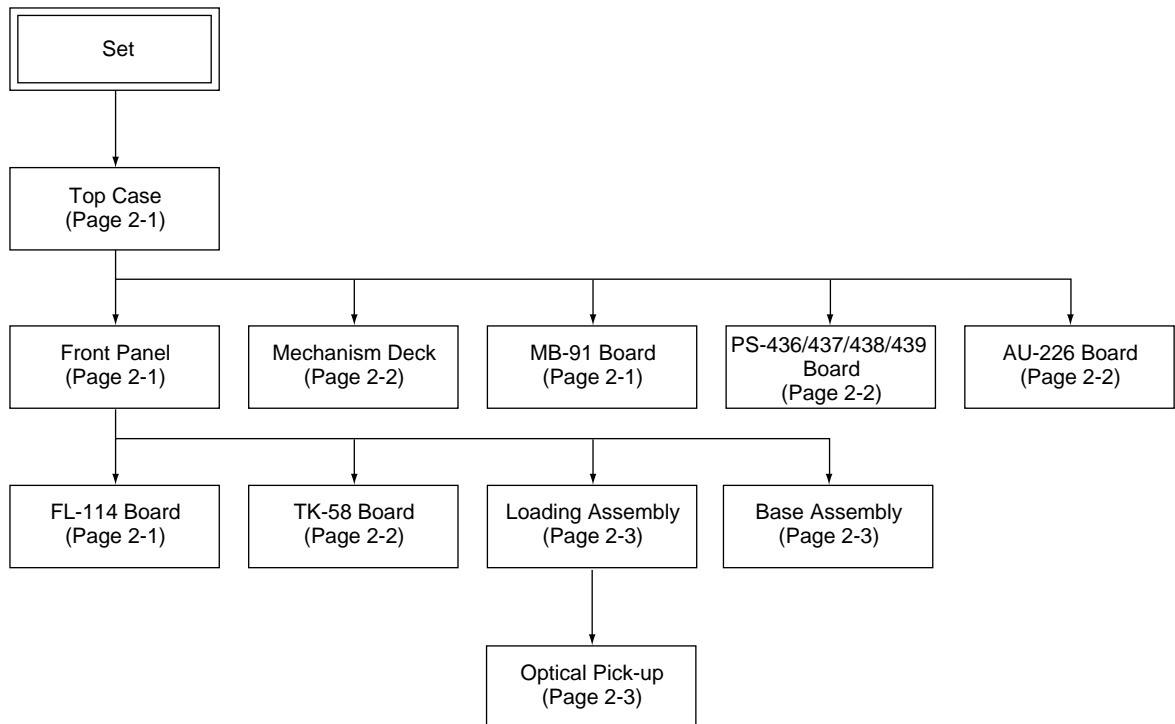 Set
Top Case
(Page 2-1)
Front Panel
(Page 2-1)
Mechanism Deck
(Page 2-2)
MB-91 Board
(Page 2-1)
PS-436/437/438/439
Board
(Page 2-2)
AU-226 Board
(Page 2-2)
FL-114 Board
(Page 2-1)
TK-58 Board
(Page 2-2)
Loading Assembly
(Page 2-3)
Base Assembly
(Page 2-3)
Optical Pick-up
(Page 2-3)